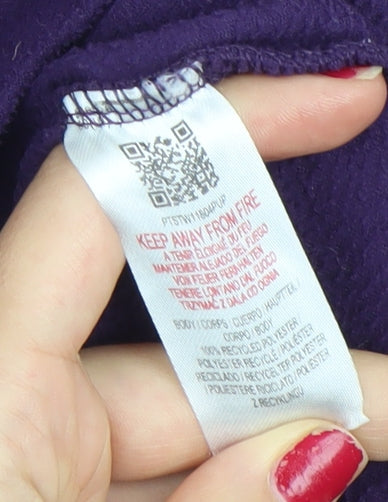 PTSTW11804PUP
KEEP AWAY FROM FIRE
A TENIR ÉLOIGNÉ DU FEU
MANTENER ALEJADO DEL FUEGO
VON FEUER FERNHALTEN
TENERE LONTANO DAL FUOCO
TRZYMAĆ Z DALA OD OGNIA
BODY / CORPS / CUERPO / HAUPTTEIL /
CORPO / BODY
100% RECYCLED POLYESTER /
POLYESTER RECYCLÉ / POLIÉSTER
RECICLADO / RECYCELTER POLYESTER
/ POLIESTERE RICICLATO / POLIESTER
Z RECYKLINGU